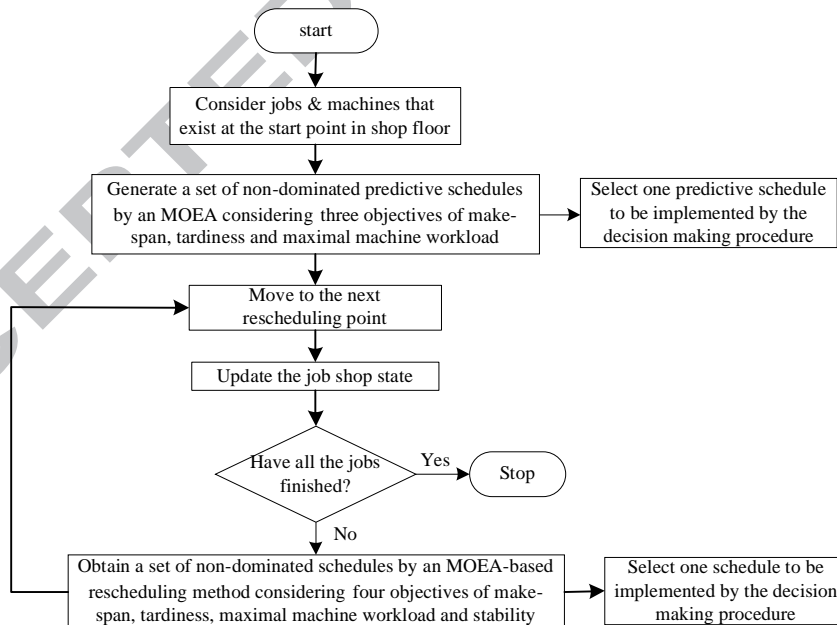 start
Consider jobs & machines that
exist at the start point in shop floor
Generate a set of non-dominated predictive schedules
by an MOEA considering three objectives of make-
span, tardiness and maximal machine workload
Select one predictive schedule
to be implemented by the
decision making procedure
Move to the next
rescheduling point
Update the job shop state
Have all the jobs
finished?
Yes
Stop
No
Obtain a set of non-dominated schedules by an MOEA-based
rescheduling method considering four objectives of make-
span, tardiness, maximal machine workload and stability
Select one schedule to be
implemented by the decision
making procedure